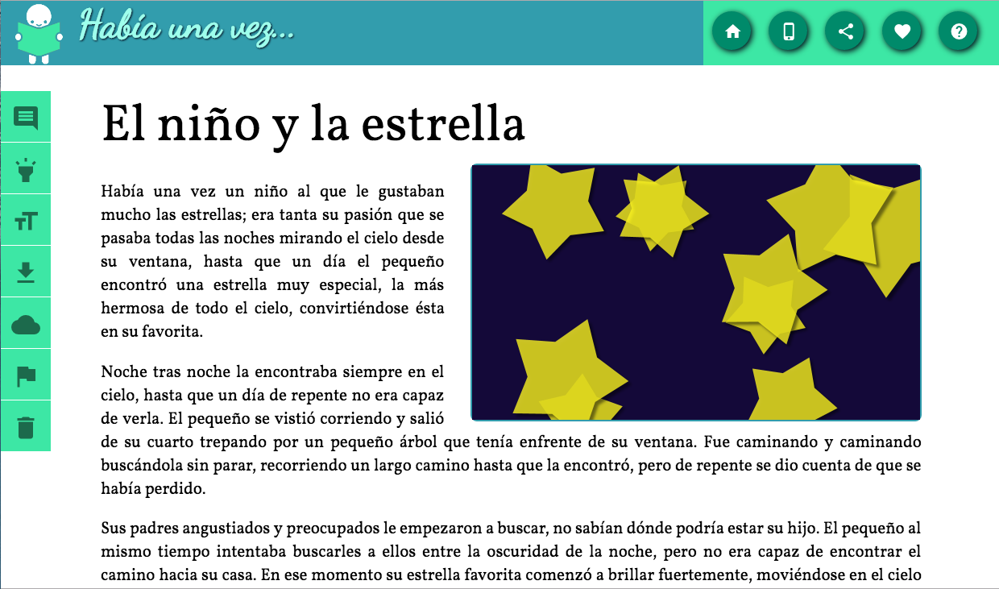 Había una vez...
El niño y la estrella
Había una vez un niño al que le gustaban
mucho las estrellas; era tanta su pasión que se
pasaba todas las noches mirando el cielo desde
su ventana, hasta que un día el pequeño
encontró una estrella muy especial, la más
hermosa de todo el cielo, convirtiéndose ésta
en su favorita.
Noche tras noche la encontraba siempre en el
cielo, hasta que un día de repente no era capaz
de verla. El pequeño se vistió corriendo y salió
de su cuarto trepando por un pequeño árbol que tenía enfrente de su ventana. Fue caminando y caminando
buscándola sin parar, recorriendo un largo camino hasta que la encontró, pero de repente se dio cuenta de que se
había perdido.
Sus padres angustiados y preocupados le empezaron a buscar, no sabían dónde podría estar su hijo. El pequeño al
mismo tiempo intentaba buscarles a ellos entre la oscuridad de la noche, pero no era capaz de encontrar el
camino hacia su casa. En ese momento su estrella favorita comenzó a brillar fuertemente, moviéndose en el cielo